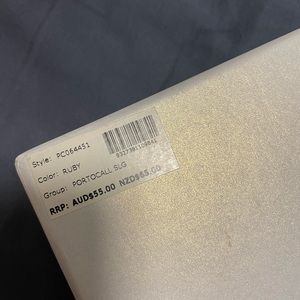 Style: PC064451
Color: RUBY
Group: PORTOCALL SLG
RRP: AUD$55.00 NZD$65.00